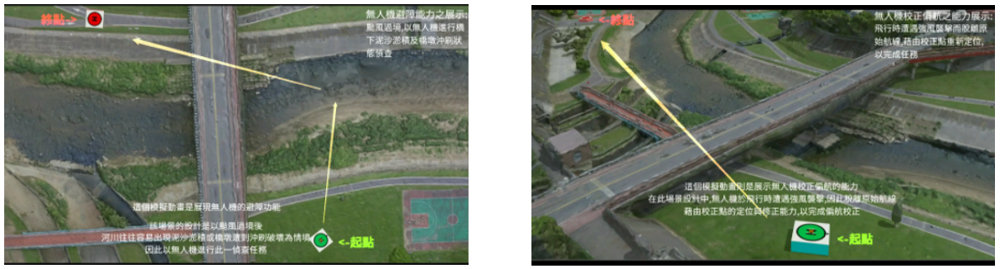 終點->
無人機避障能力之展示:
颱風過境,以無人機進行橋
下泥沙淤積及橋墩沖刷狀
態偵查
這個模擬動畫是展現無人機的避障功能
該場景的設計是以颱風過境後
河川往往容易出現泥沙淤積或橋墩遭到沖刷破壞為情境
因此以無人機進行此一偵查任務
<-起點
<-終點
無人機校正偏航之能力展示:
飛行時遭遇強風襲擊而脫離原
始航線,藉由校正點重新定位,
以完成任務
這個模擬動畫則是展示無人機校正偏航的能力
在此場景設計中,無人機於飛行時遭遇強風襲擊,因此脫離原始航線
藉由校正點的定位與修正能力,以完成偏航校正
<-起點